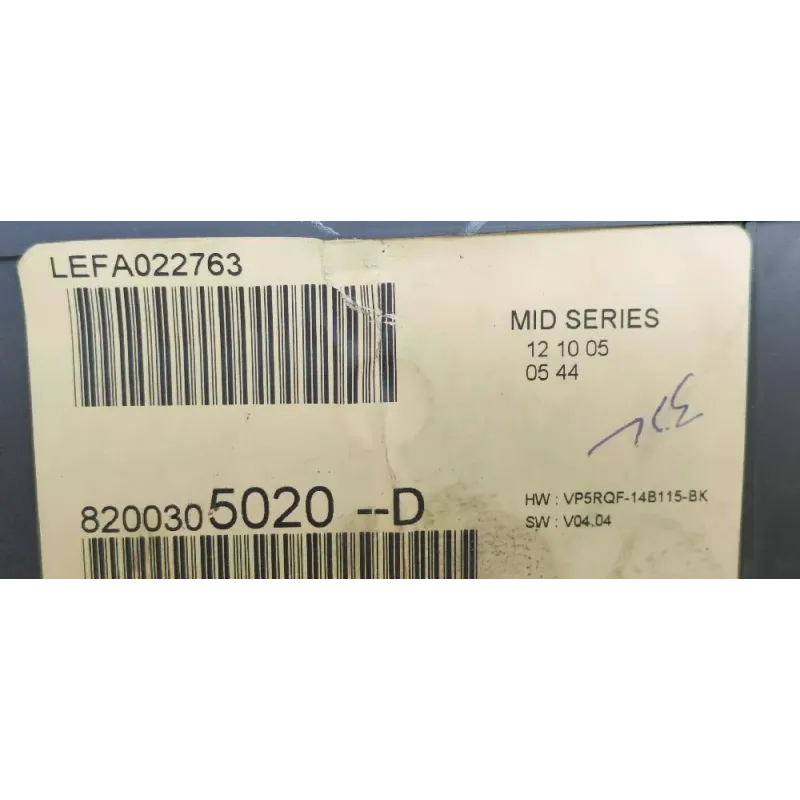 LEFA022763
MID SERIES
12 10 05
05 44
8200305020 --D
HW : VP5RQF-14B115-BK
SW : V04.04